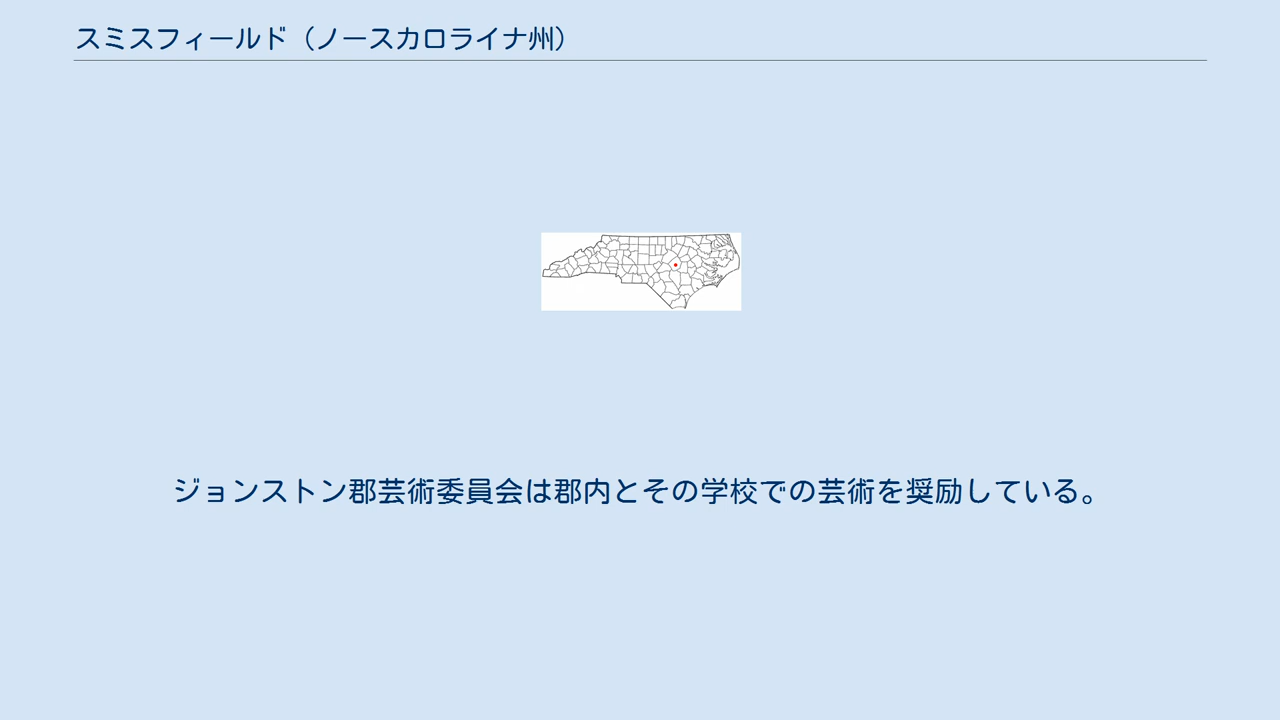 スミスフィールド（ノースカロライナ州）
ジョンストン郡芸術委員会は郡内とその学校での芸術を奨励している。